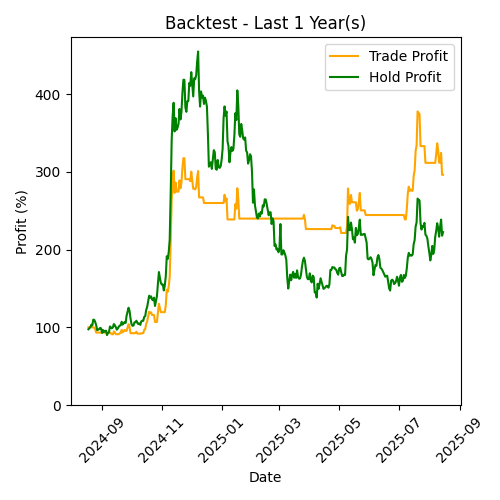 Backtest - Last 1 Year(s)
Trade Profit
Hold Profit
Profit (%)
400
300
200
100
0
2024-09
2024-11
2025-01
2025-03
2025-05
2025-07
2025-09
Date